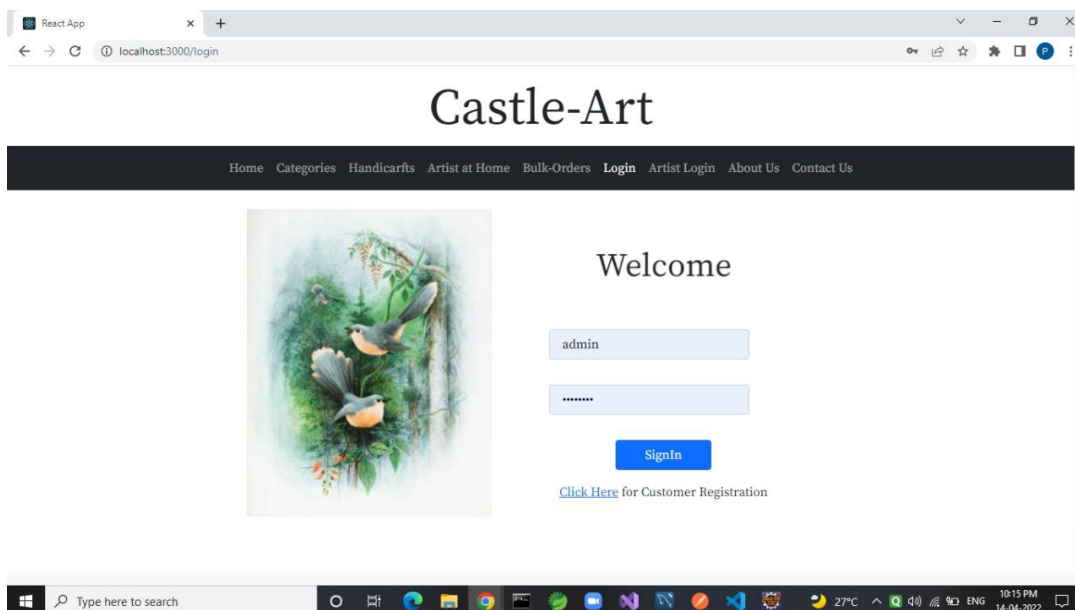 React App
localhost:3000/login
P
Castle-Art
Home Categories Handicarfts Artist at Home Bulk-Orders Login Artist Login About Us Contact Us
Welcome
admin
••••••••
SignIn
Click Here for Customer Registration
Type here to search
27°C ENG 10:15 PM
14-04-2022